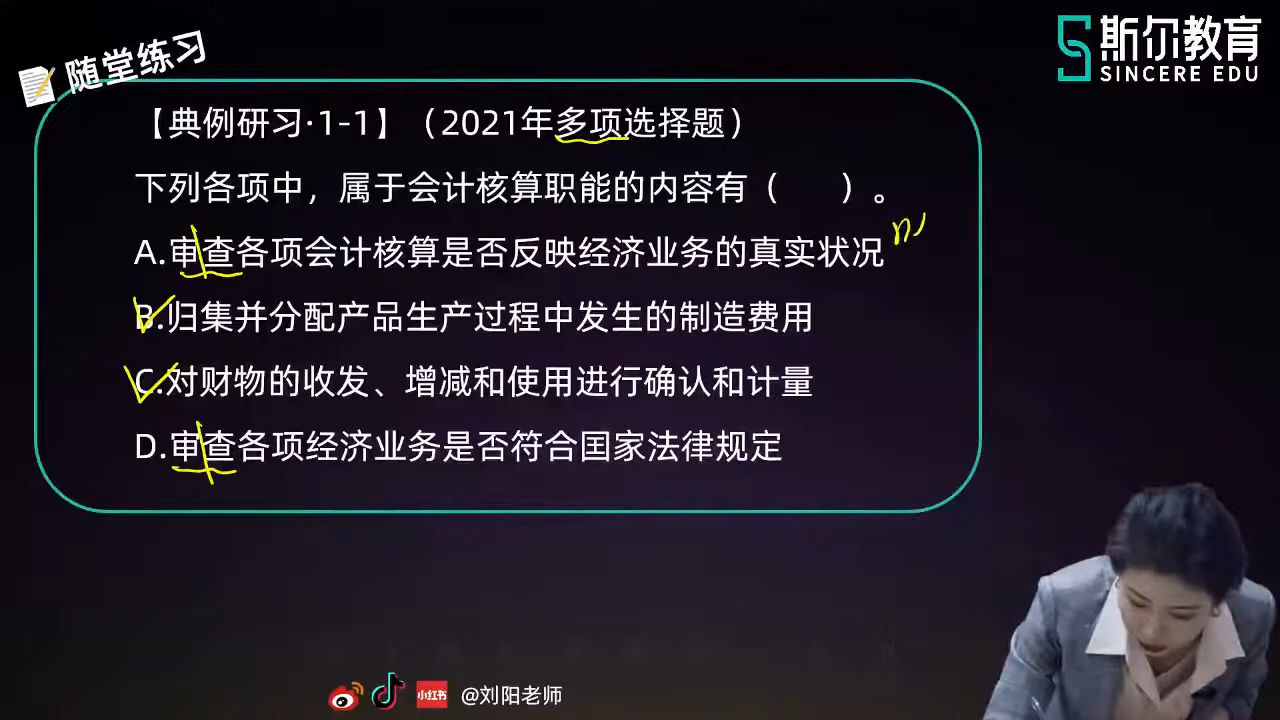 随堂练习
斯尔教育
SINCERE EDU
【典例研习·1-1】（2021年多项选择题）
下列各项中，属于会计核算职能的内容有（　　）。
A.审查各项会计核算是否反映经济业务的真实状况
B.归集并分配产品生产过程中发生的制造费用
C.对财物的收发、增减和使用进行确认和计量
D.审查各项经济业务是否符合国家法律规定
小红书 @刘阳老师